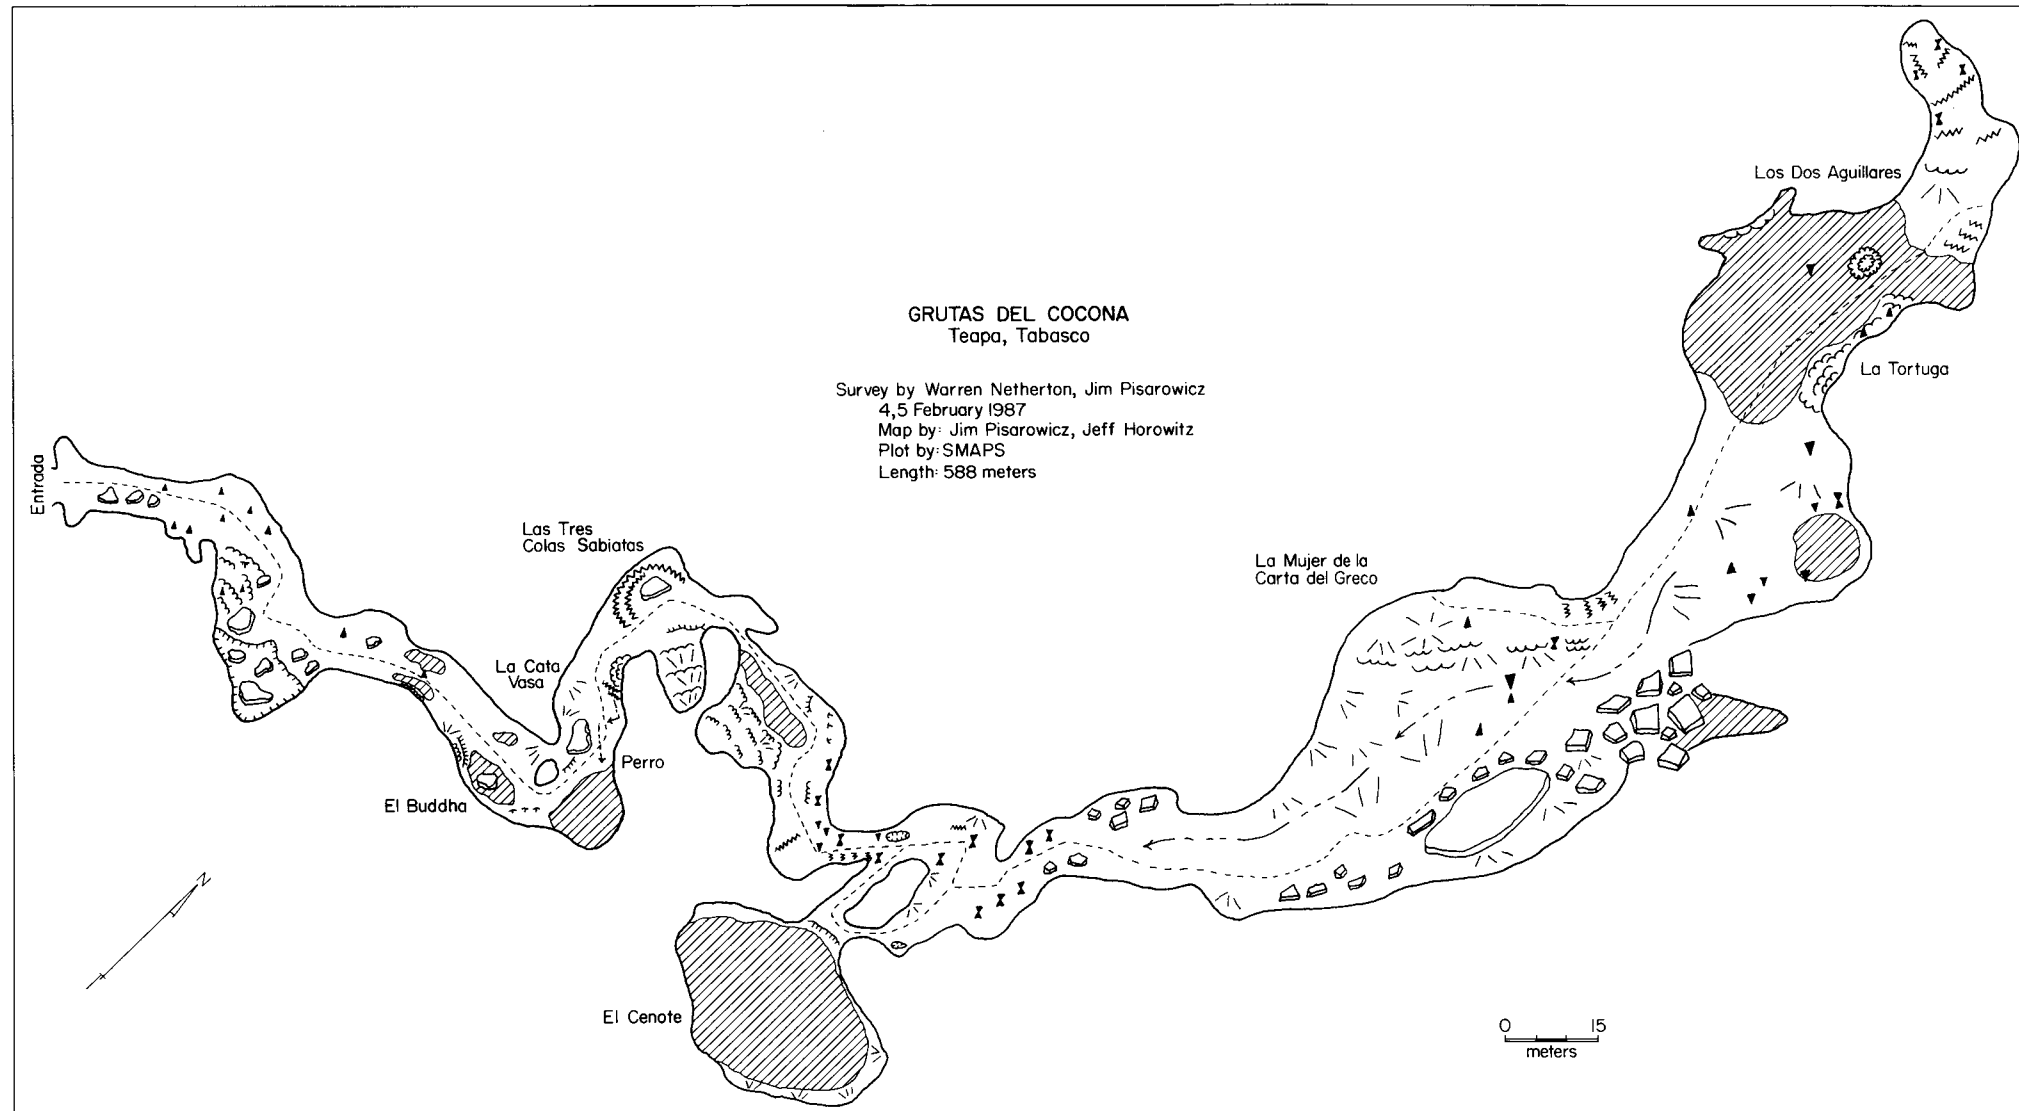 GRUTAS DEL COCONA
Teapa, Tabasco
Survey by Warren Netherton, Jim Pisarowicz
4,5 February 1987
Map by: Jim Pisarowicz, Jeff Horowitz
Plot by: SMAPS
Length: 588 meters
Entrada
Las Tres
Colas Sabiatas
La Cata
Vasa
Perro
El Buddha
El Cenote
N
La Mujer de la
Carta del Greco
Los Dos Aguillares
La Tortuga
0 15
meters